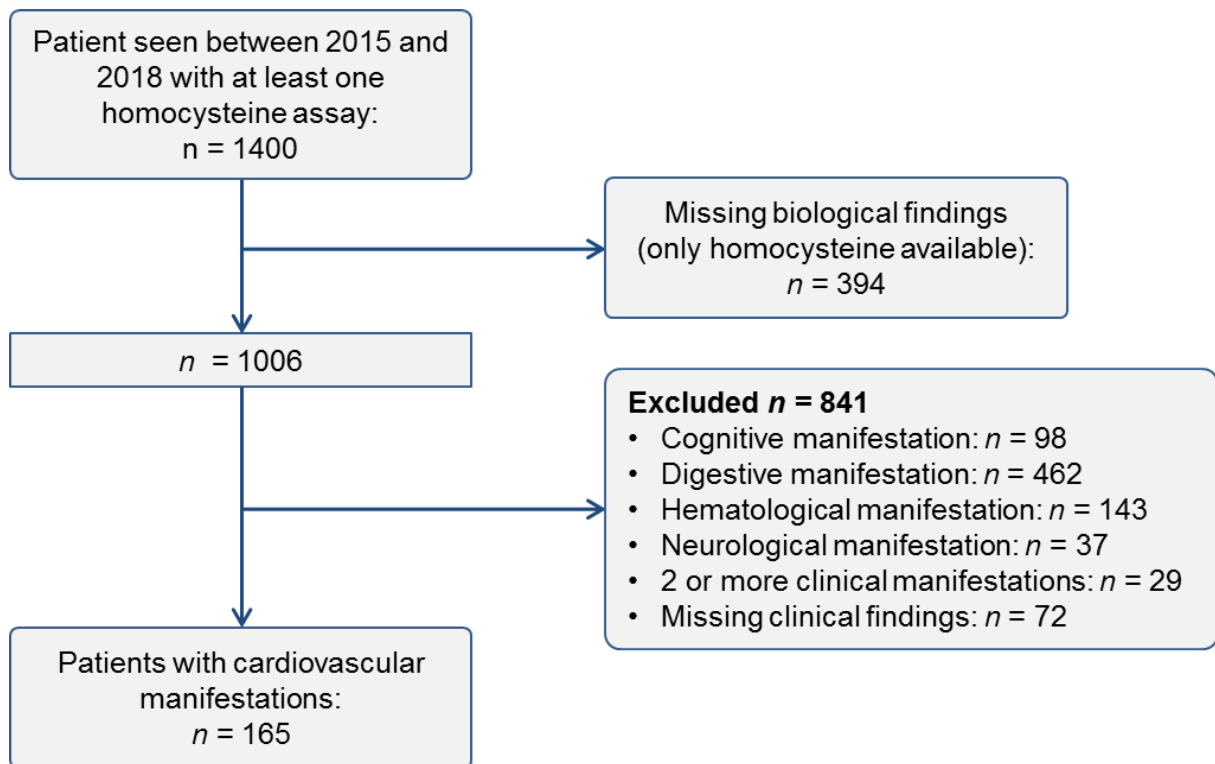 Patient seen between 2015 and
2018 with at least one
homocysteine assay:
n = 1400
Missing biological findings
(only homocysteine available):
n = 394
n = 1006
Excluded n = 841
• Cognitive manifestation: n = 98
• Digestive manifestation: n = 462
• Hematological manifestation: n = 143
• Neurological manifestation: n = 37
• 2 or more clinical manifestations: n = 29
• Missing clinical findings: n = 72
Patients with cardiovascular
manifestations:
n = 165